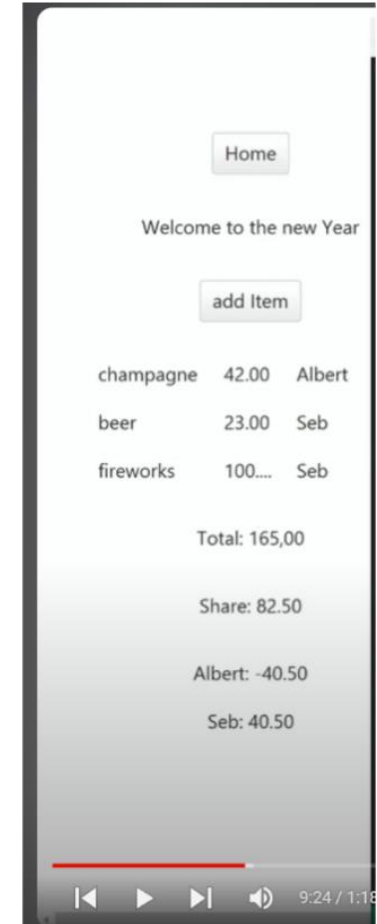 Home
Welcome to the new Year
add Item
champagne 42.00 Albert
beer 23.00 Seb
fireworks 100.... Seb
Total: 165,00
Share: 82.50
Albert: -40.50
Seb: 40.50
9:24 / 1:18